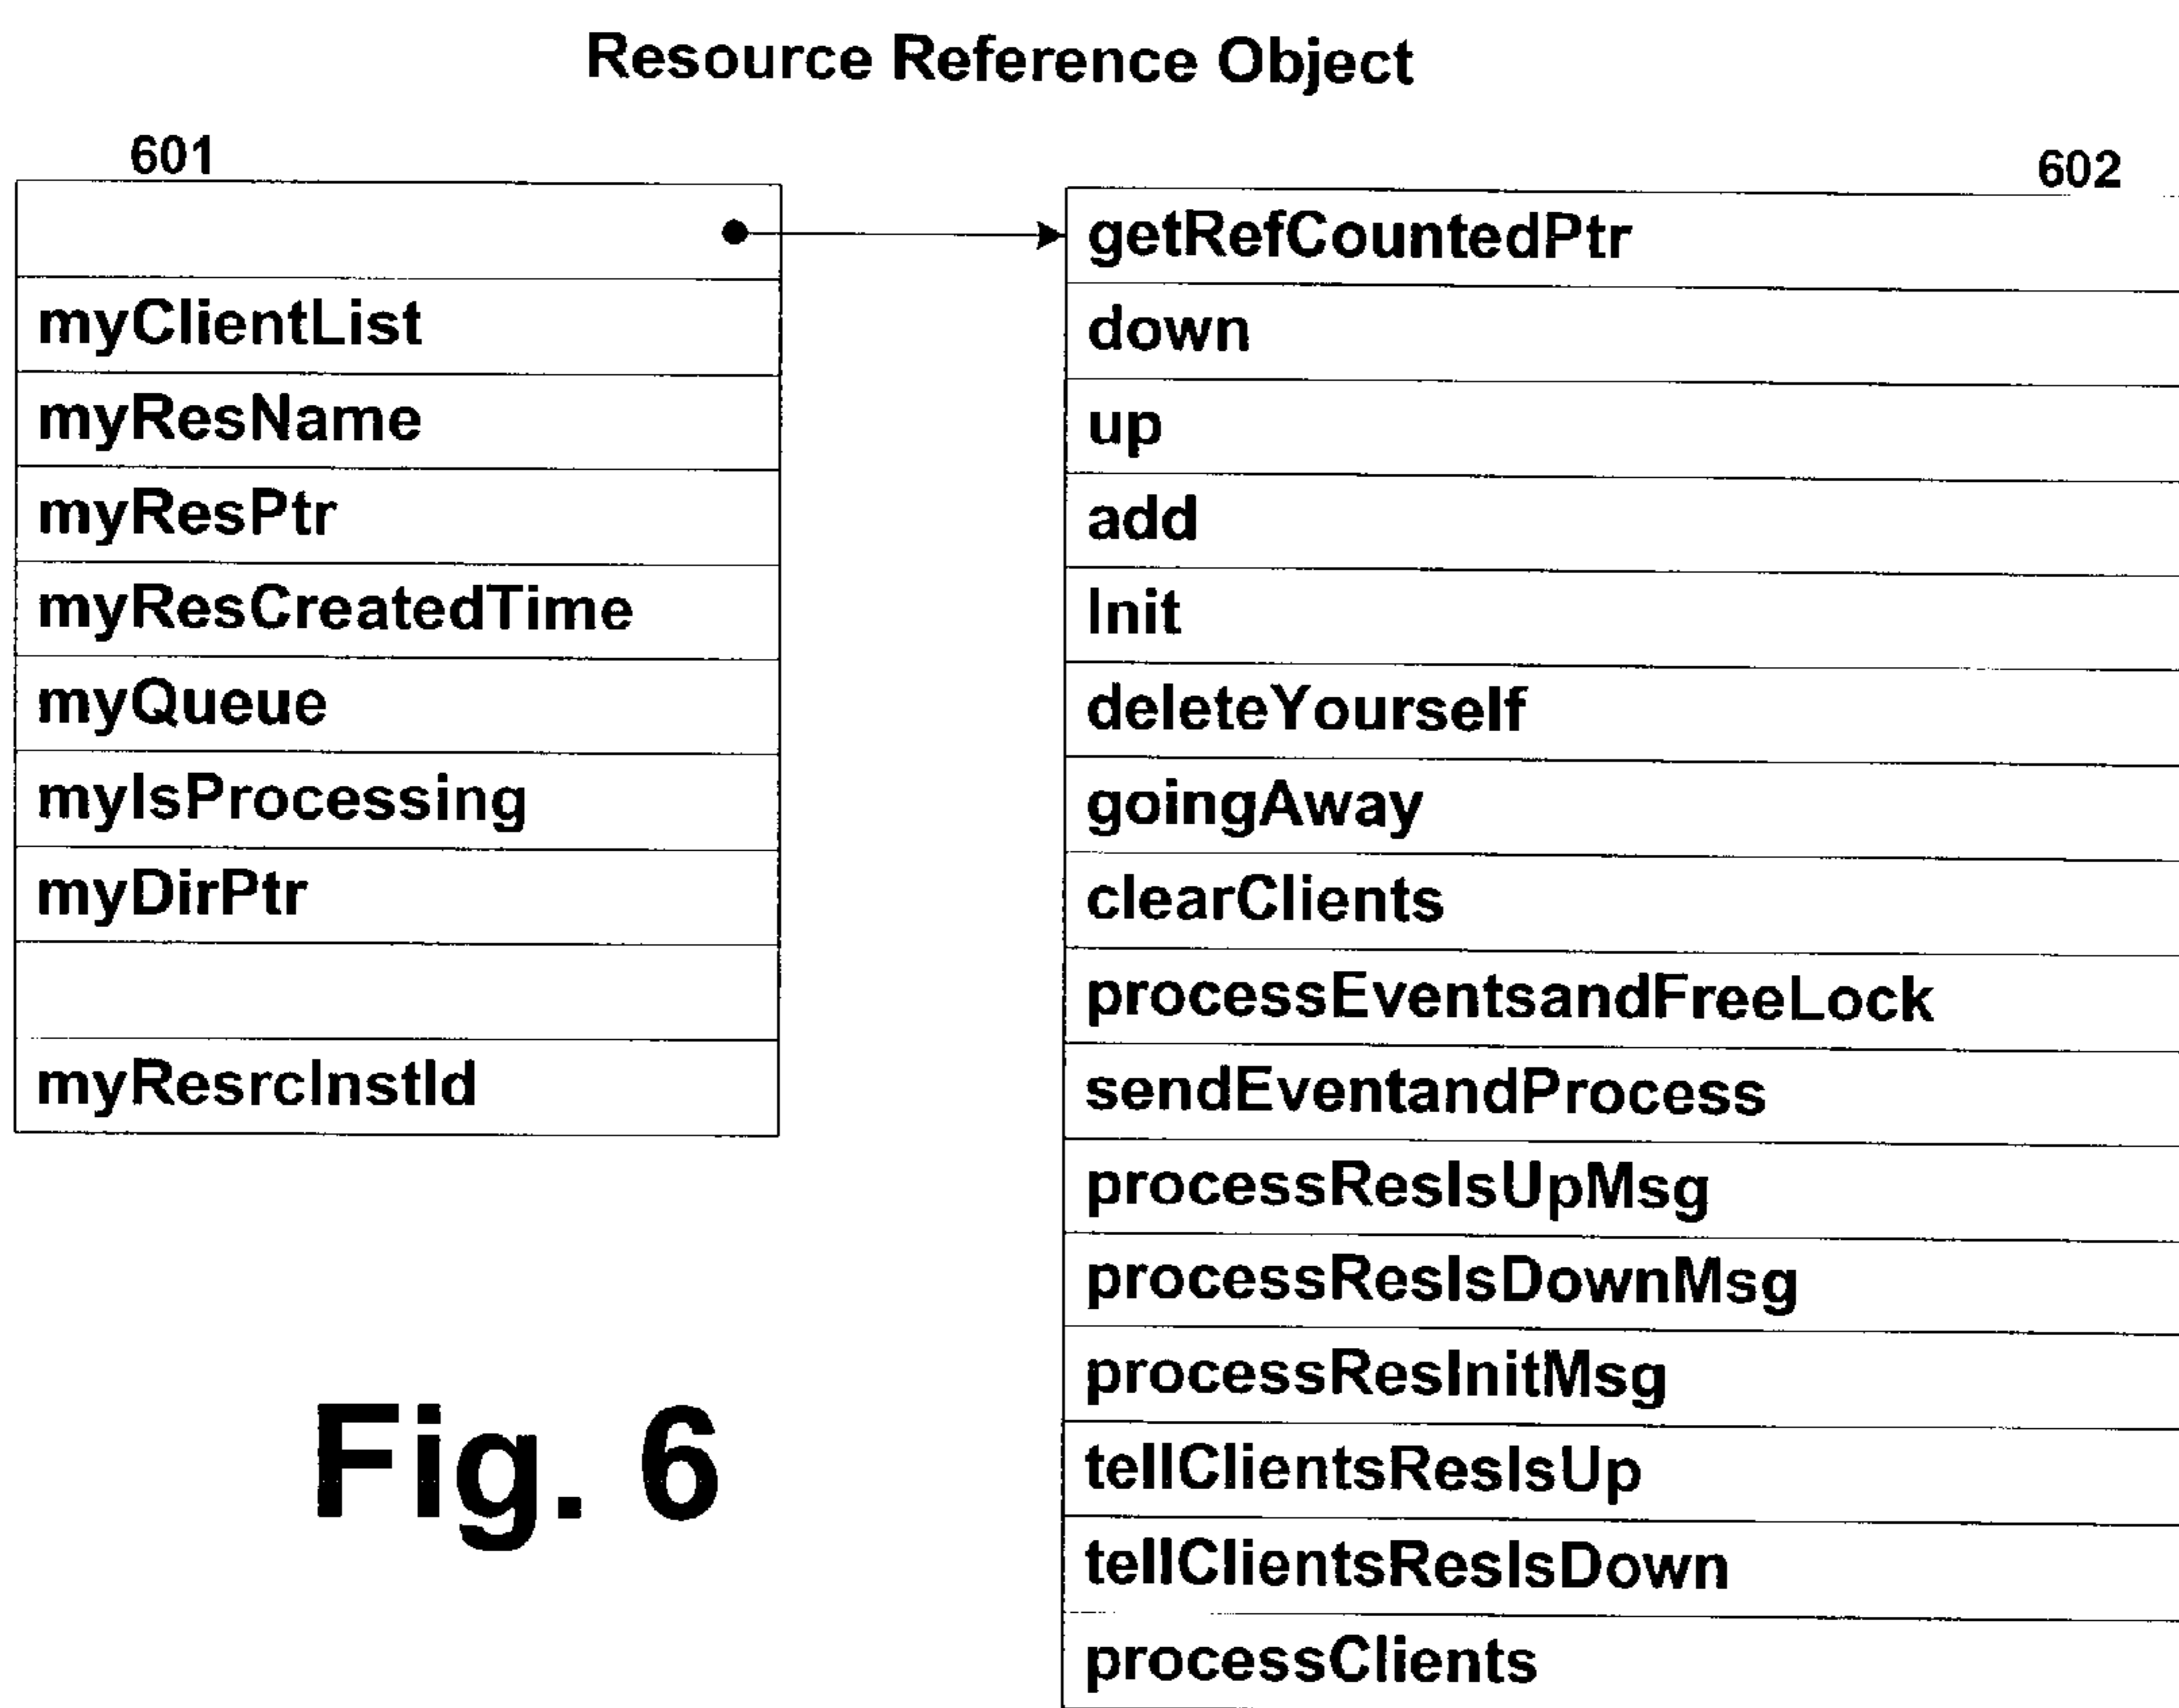 Resource Reference Object
601
myClientList
myResName
myResPtr
myResCreatedTime
myQueue
myIsProcessing
myDirPtr
myResrcInstId
602
getRefCountedPtr
down
up
add
Init
deleteYourself
goingAway
clearClients
processEventsandFreeLock
sendEventandProcess
processResIsUpMsg
processResIsDownMsg
processResInitMsg
tellClientsResIsUp
tellClientsResIsDown
processClients
Fig. 6